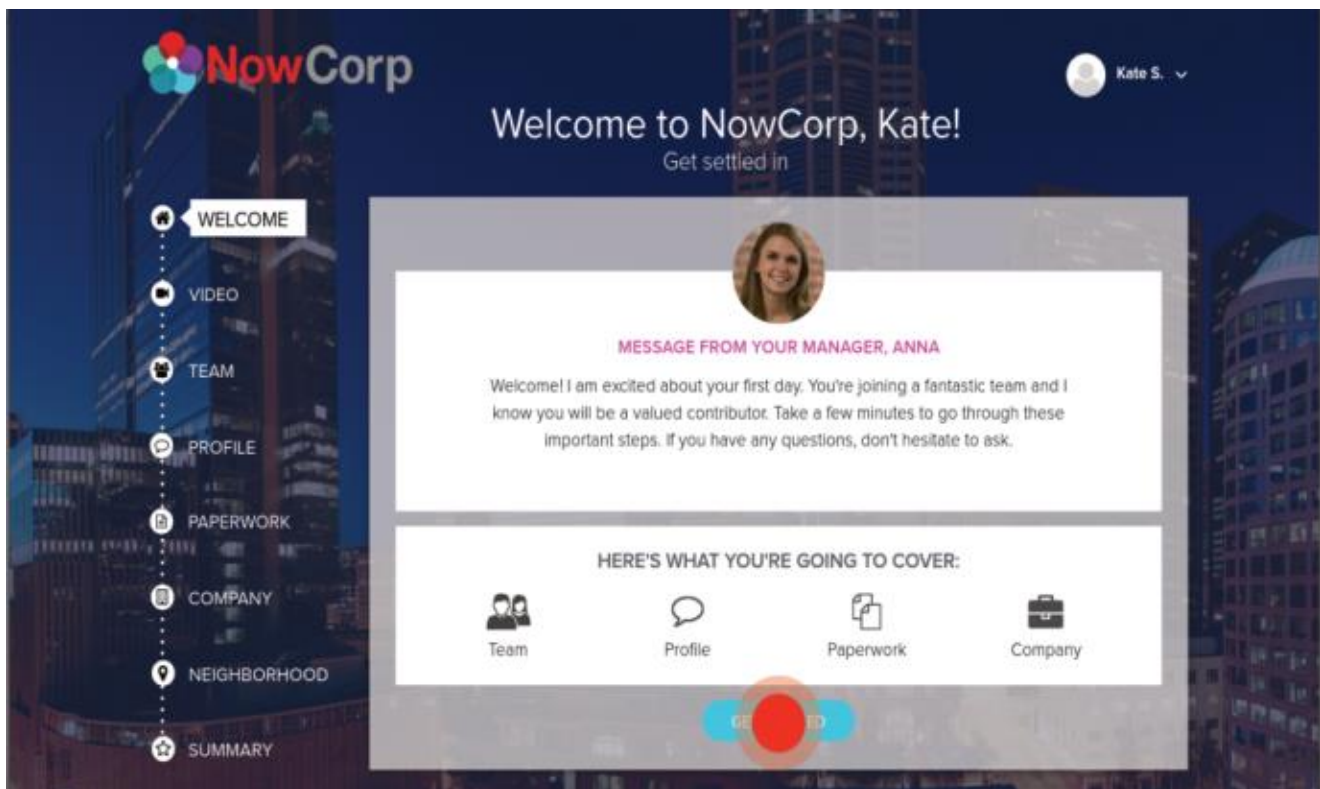 NowCorp
Kate S.
Welcome to NowCorp, Kate!
Get settled in
WELCOME
VIDEO
TEAM
PROFILE
PAPERWORK
COMPANY
NEIGHBORHOOD
SUMMARY
MESSAGE FROM YOUR MANAGER, ANNA
Welcome! I am excited about your first day. You're joining a fantastic team and I
know you will be a valued contributor. Take a few minutes to go through these
important steps. If you have any questions, don't hesitate to ask.
HERE'S WHAT YOU'RE GOING TO COVER:
Team Profile Paperwork Company